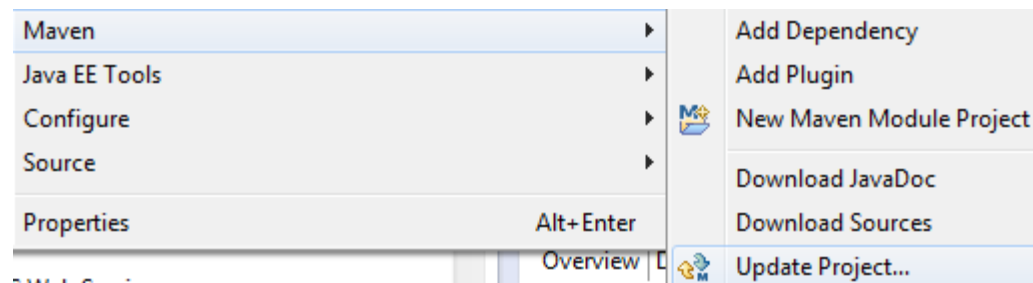 Maven
Java EE Tools
Configure
Source
Properties Alt+Enter
Add Dependency
Add Plugin
New Maven Module Project
Download JavaDoc
Download Sources
Update Project...
Overview